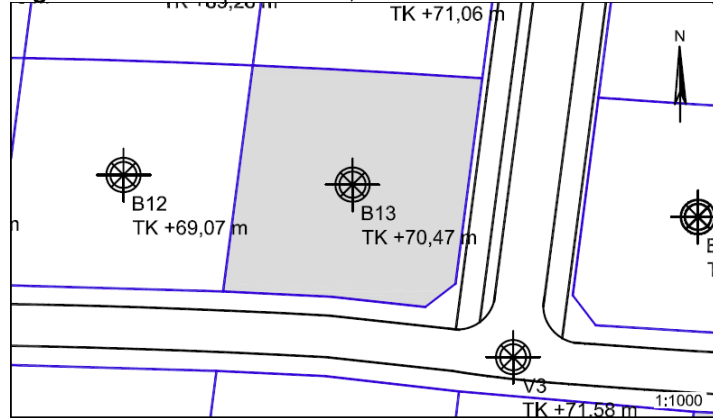 TK +71,06 m
N
B12
TK +69,07 m
B13
TK +70,47 m
m
V3
TK +71,58 m
1:1000